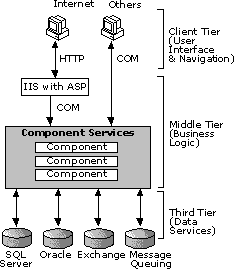 Internet
Others
Client Tier
(User,
Interface
& Navigation)
HTTP
COM
IIS with ASP
COM
Component Services
Component
Component
Component
Middle Tier
(Business
Logic)
Third Tier
(Data
Services)
SQL
Server
Oracle
Exchange
Message
Queuing